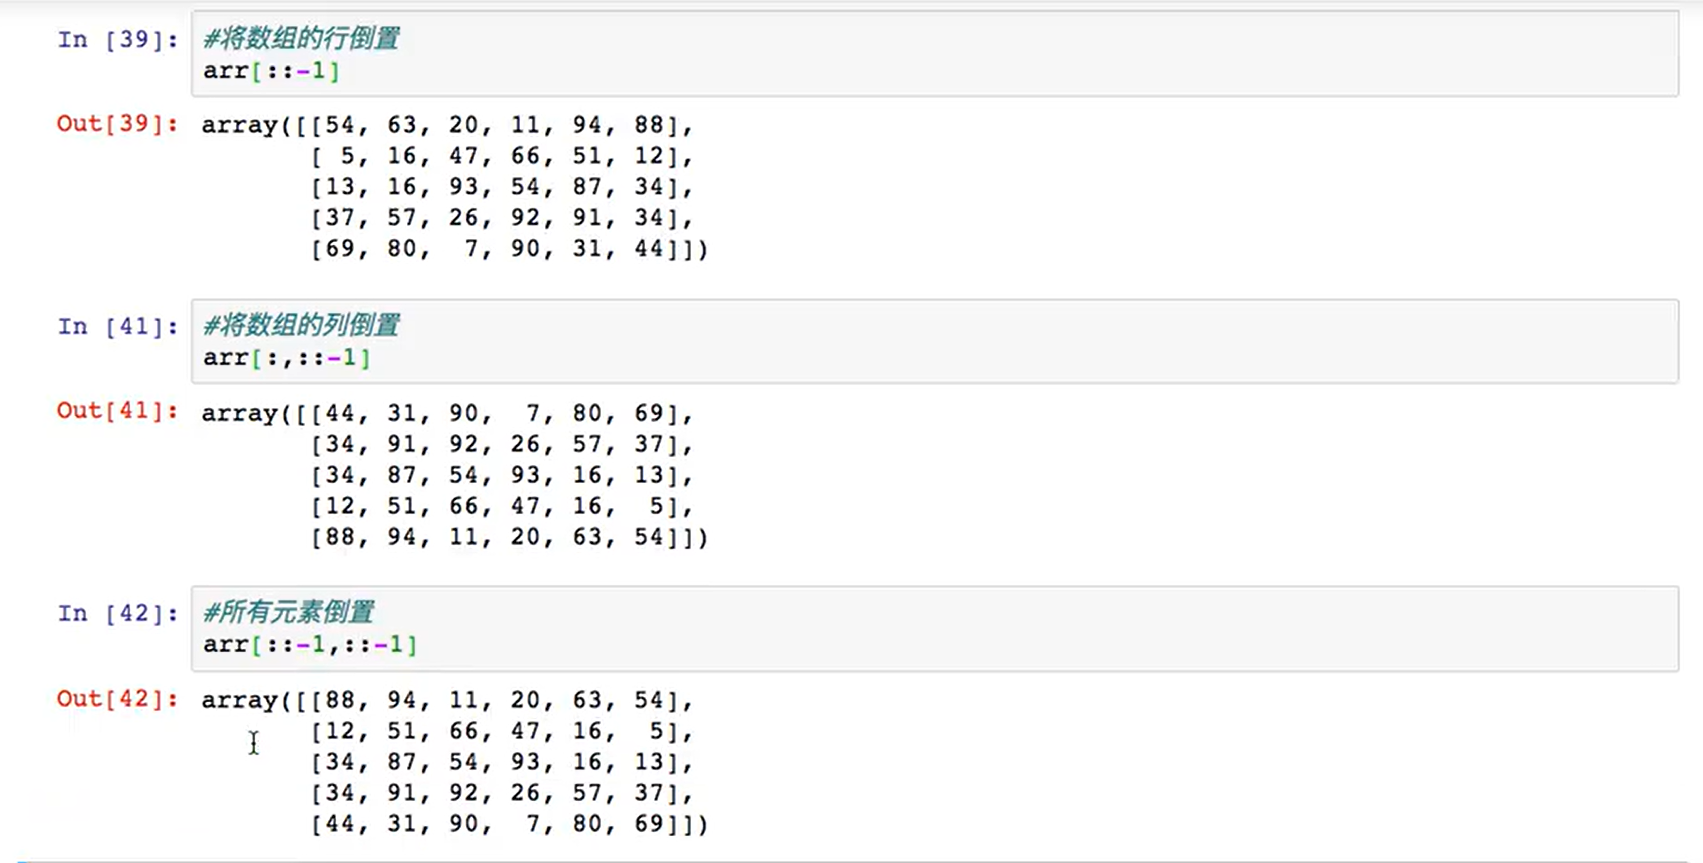 In [39]: #将数组的行倒置
arr[::-1]
Out[39]: array([[54, 63, 20, 11, 94, 88],
[ 5, 16, 47, 66, 51, 12],
[13, 16, 93, 54, 87, 34],
[37, 57, 26, 92, 91, 34],
[69, 80,  7, 90, 31, 44]])
In [41]: #将数组的列倒置
arr[:,::-1]
Out[41]: array([[44, 31, 90,  7, 80, 69],
[34, 91, 92, 26, 57, 37],
[34, 87, 54, 93, 16, 13],
[12, 51, 66, 47, 16,  5],
[88, 94, 11, 20, 63, 54]])
In [42]: #所有元素倒置
arr[::-1,::-1]
Out[42]: array([[88, 94, 11, 20, 63, 54],
[12, 51, 66, 47, 16,  5],
[34, 87, 54, 93, 16, 13],
[34, 91, 92, 26, 57, 37],
[44, 31, 90,  7, 80, 69]])